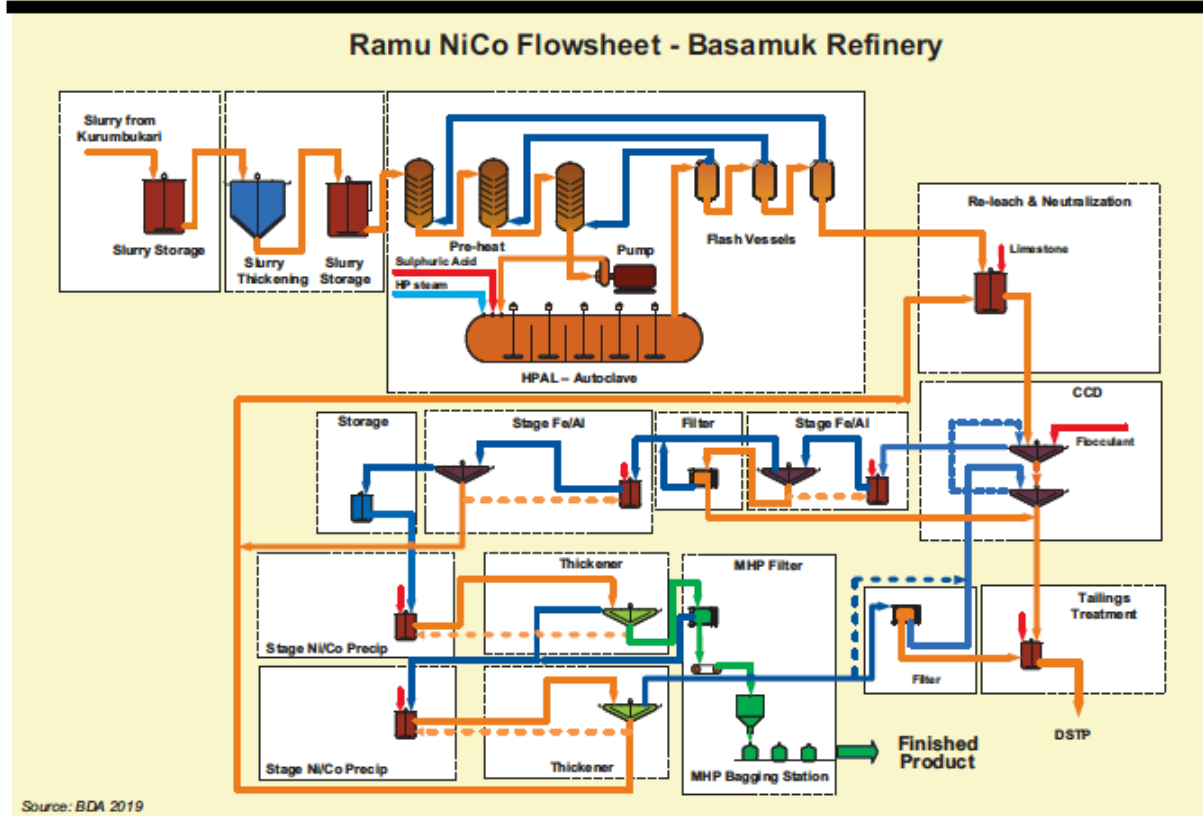 Ramu NiCo Flowsheet - Basamuk Refinery
Slurry from
Kurumbukari
Slurry Storage
Slurry
Thickening
Slurry
Storage
Pre-heat
Sulphuric Acid
HP steam
Pump
Flash Vessels
HPAL – Autoclave
Re-leach & Neutralization
Limestone
CCD
Flocculant
Storage
Stage Fe/Al
Filter
Stage Fe/Al
Stage Ni/Co Precip
Thickener
MHP Filter
Stage Ni/Co Precip
Thickener
MHP Bagging Station
Finished
Product
Filter
Tailings
Treatment
DSTP
Source: BDA 2019